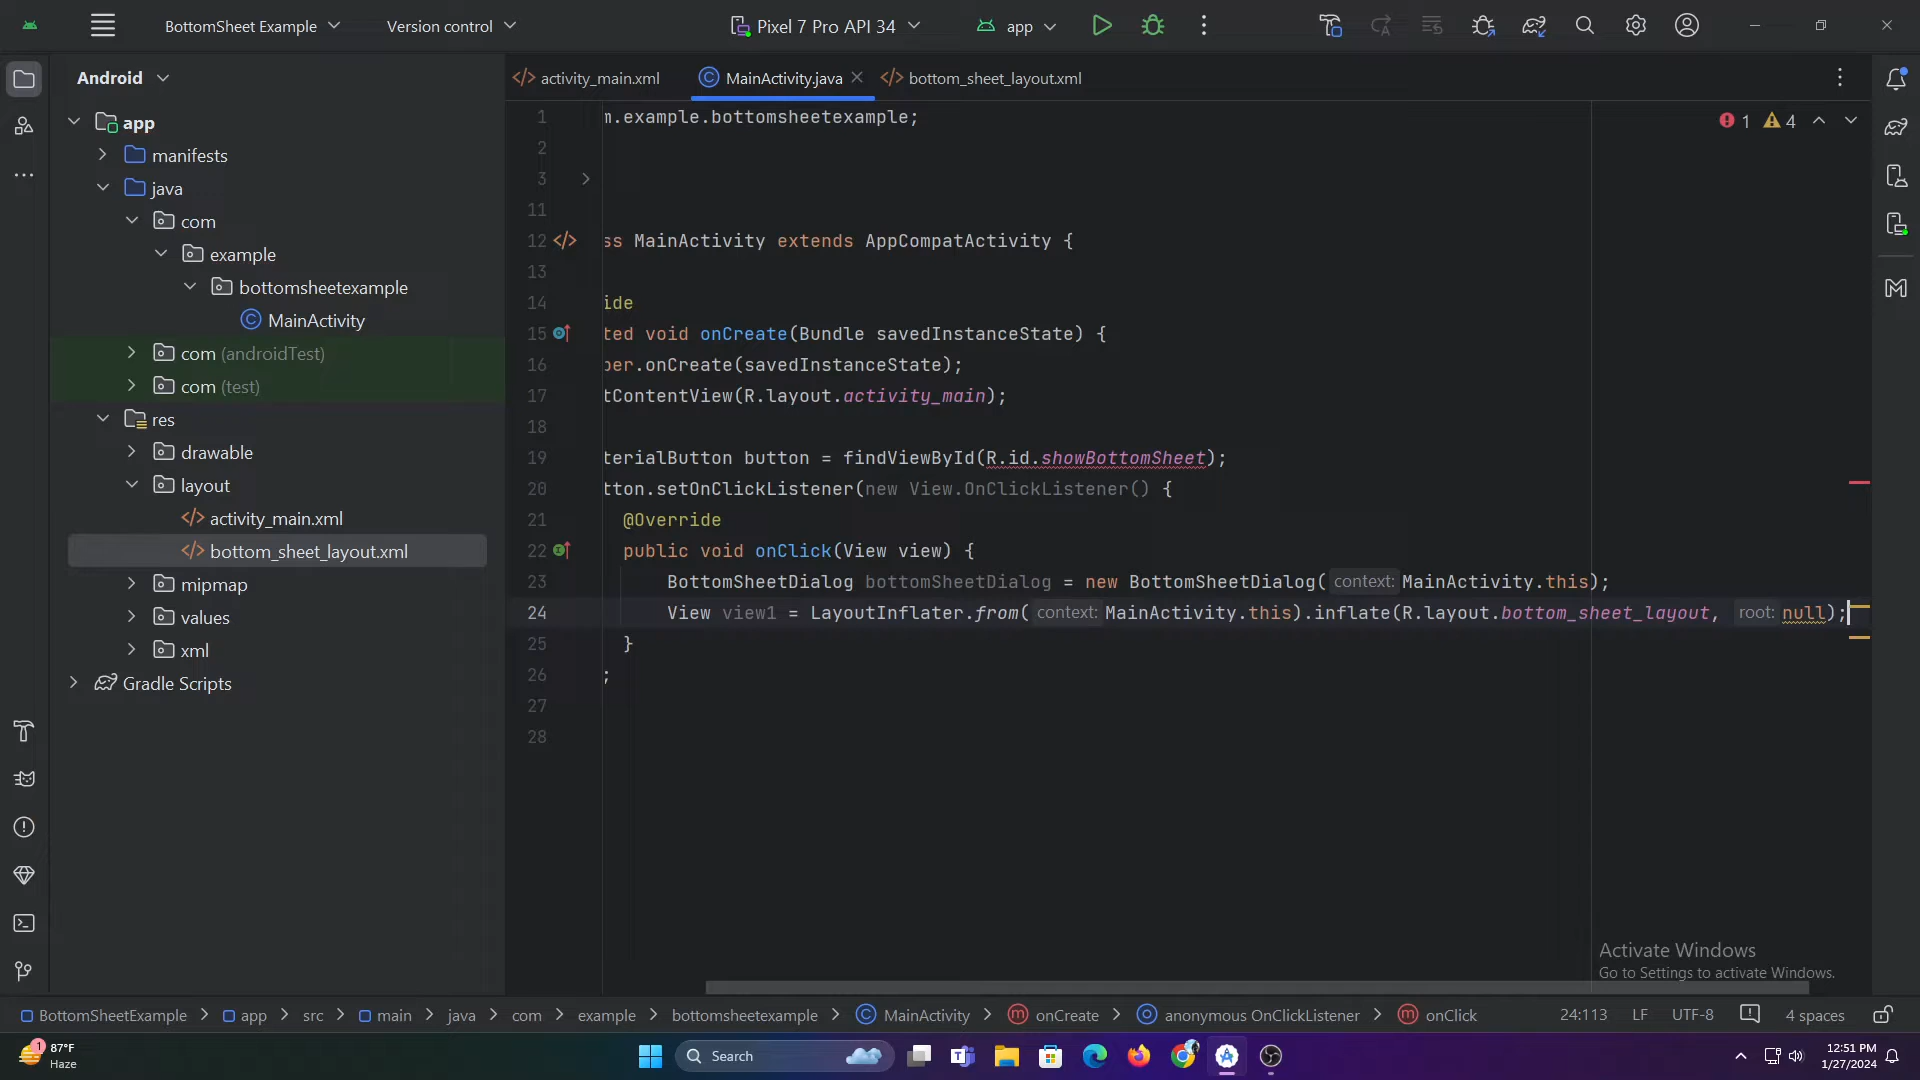 BottomSheet Example
Version control
Pixel 7 Pro API 34
app
Android
activity_main.xml
MainActivity.java
bottom_sheet_layout.xml
app
manifests
java
com
example
bottomsheetexample
MainActivity
com (androidTest)
com (test)
res
drawable
layout
activity_main.xml
bottom_sheet_layout.xml
mipmap
values
xml
Gradle Scripts
1 4
1 m.example.bottomsheetexample;
2
3
11
12 ss MainActivity extends AppCompatActivity {
13
14 ide
15 ted void onCreate(Bundle savedInstanceState) {
16 per.onCreate(savedInstanceState);
17 tContentView(R.layout.activity_main);
18
19 terialButton button = findViewById(R.id.showBottomSheet);
20 tton.setOnClickListener(new View.OnClickListener() {
21 @Override
22 public void onClick(View view) {
23 BottomSheetDialog bottomSheetDialog = new BottomSheetDialog( context: MainActivity.this);
24 View view1 = LayoutInflater.from( context: MainActivity.this).inflate(R.layout.bottom_sheet_layout, root: null);
25 }
26 ;
27
28
Activate Windows
Go to Settings to activate Windows.
BottomSheetExample > app > src > main > java > com > example > bottomsheetexample > MainActivity > onCreate > anonymous OnClickListener > onClick
24:113 LF UTF-8 4 spaces
1 87°F
Haze
Search
12:51 PM
1/27/2024